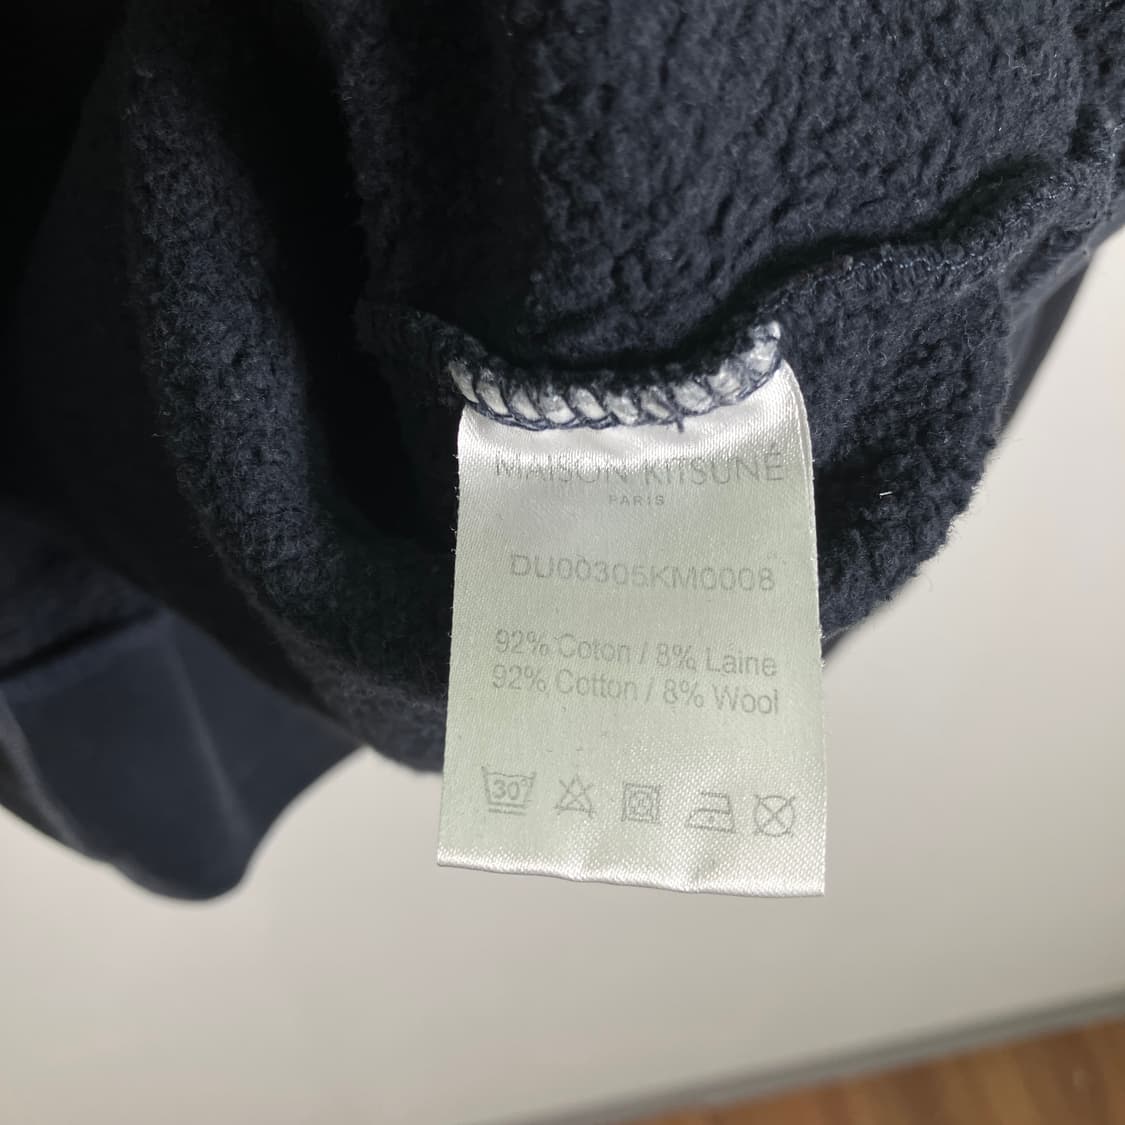 MAISON KITSUNÉ
PARIS
DU00305KM0008
92% Coton / 8% Laine
92% Cotton / 8% Wool
30°